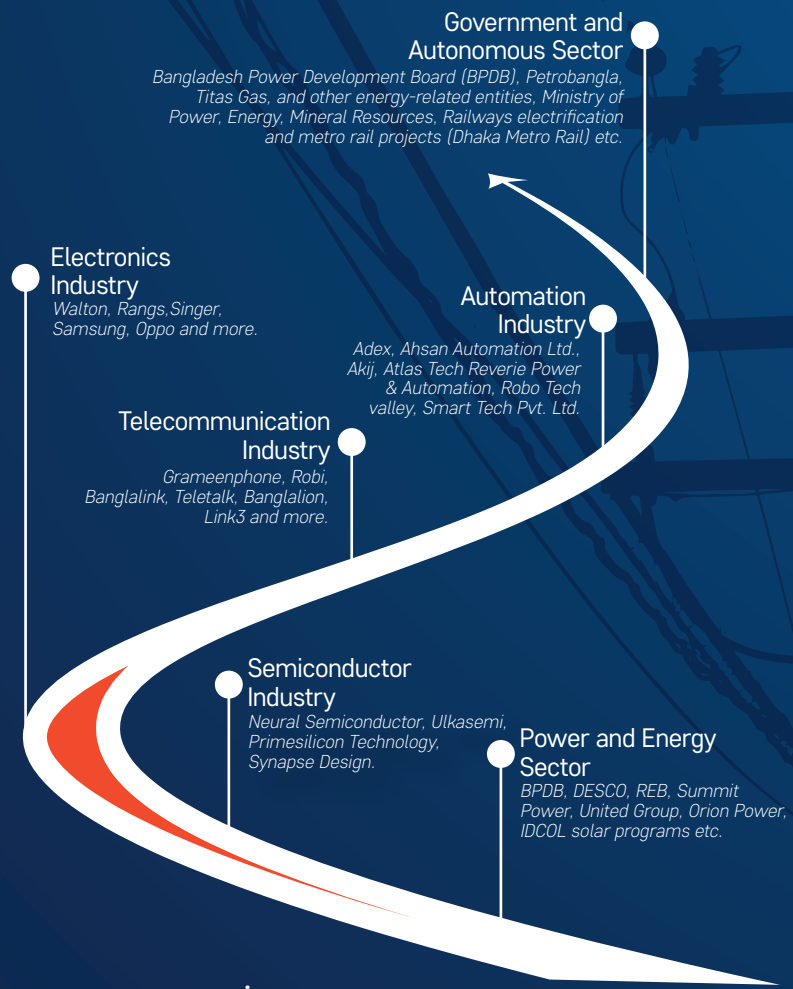 Government and
Autonomous Sector
Bangladesh Power Development Board (BPDB), Petrobangla,
Titas Gas, and other energy-related entities, Ministry of
Power, Energy, Mineral Resources, Railways electrification
and metro rail projects (Dhaka Metro Rail) etc.
Electronics
Industry
Walton, Rangs,Singer,
Samsung, Oppo and more.
Automation
Industry
Adex, Ahsan Automation Ltd.,
Akij, Atlas Tech Reverie Power
& Automation, Robo Tech
valley, Smart Tech Pvt. Ltd.
Telecommunication
Industry
Grameenphone, Robi,
Banglalink, Teletalk, Banglalion,
Link3 and more.
Semiconductor
Industry
Neural Semiconductor, Ulkasemi,
Primesilicon Technology,
Synapse Design.
Power and Energy
Sector
BPDB, DESCO, REB, Summit
Power, United Group, Orion Power,
IDCOL solar programs etc.